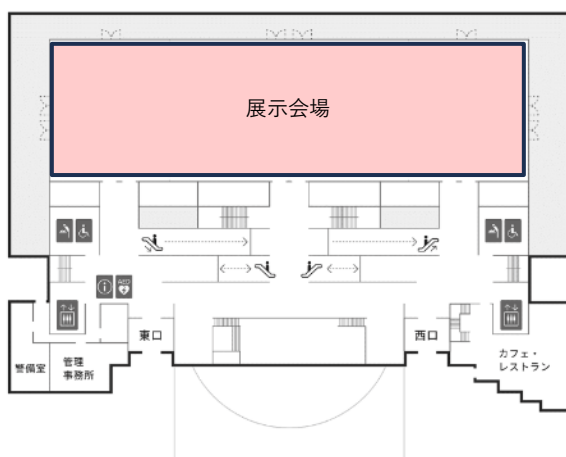 展示会場
AED
東口
西口
警備室
管理
事務所
カフェ・
レストラン